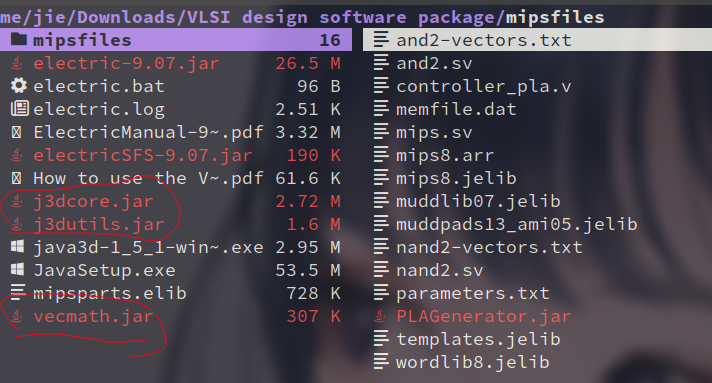 me/jie/Downloads/VLSI design software package/mipsfiles
mipsfiles 16
electric-9.07.jar 26.5 M
electric.bat 96 B
electric.log 2.51 K
ElectricManual-9~.pdf 3.32 M
electricSFS-9.07.jar 190 K
How to use the V~.pdf 61.6 K
j3dcore.jar 2.72 M
j3dutils.jar 1.6 M
java3d-1_5_1-win~.exe 2.95 M
JavaSetup.exe 53.5 M
mipsparts.elib 728 K
vecmath.jar 307 K
and2-vectors.txt
and2.sv
controller_pla.v
memfile.dat
mips.sv
mips8.arr
mips8.jelib
muddlib07.jelib
muddpads13_ami05.jelib
nand2-vectors.txt
nand2.sv
parameters.txt
PLAGenerator.jar
templates.jelib
wordlib8.jelib